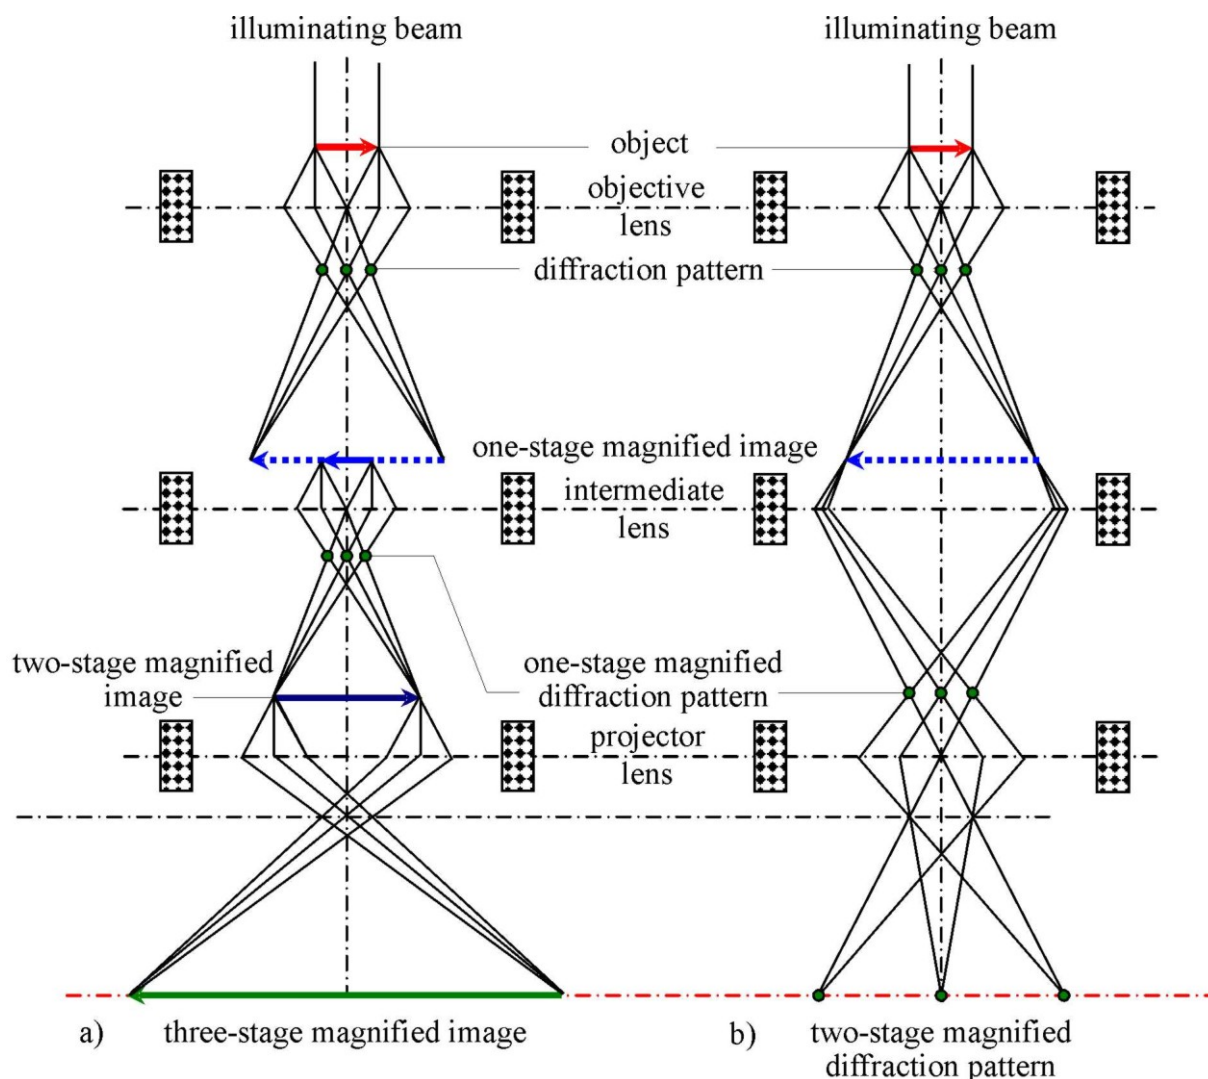 illuminating beam
illuminating beam
object
objective
lens
diffraction pattern
one-stage magnified image
intermediate
lens
two-stage magnified
image
one-stage magnified
diffraction pattern
projector
lens
a)
three-stage magnified image
b)
two-stage magnified
diffraction pattern